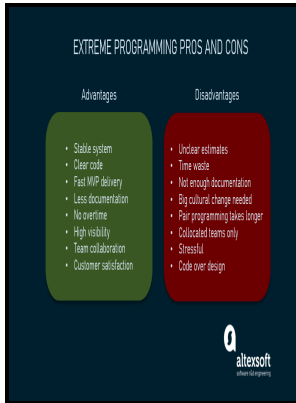 EXTREME PROGRAMMING PROS AND CONS
Advantages
• Stable system
• Clear code
• Fast MVP delivery
• Less documentation
• No overtime
• High visibility
• Team collaboration
• Customer satisfaction
Disadvantages
• Unclear estimates
• Time waste
• Not enough documentation
• Big cultural change needed
• Pair programming takes longer
• Collocated teams only
• Stressful
• Code over design
altexsoft
software r&d engineering